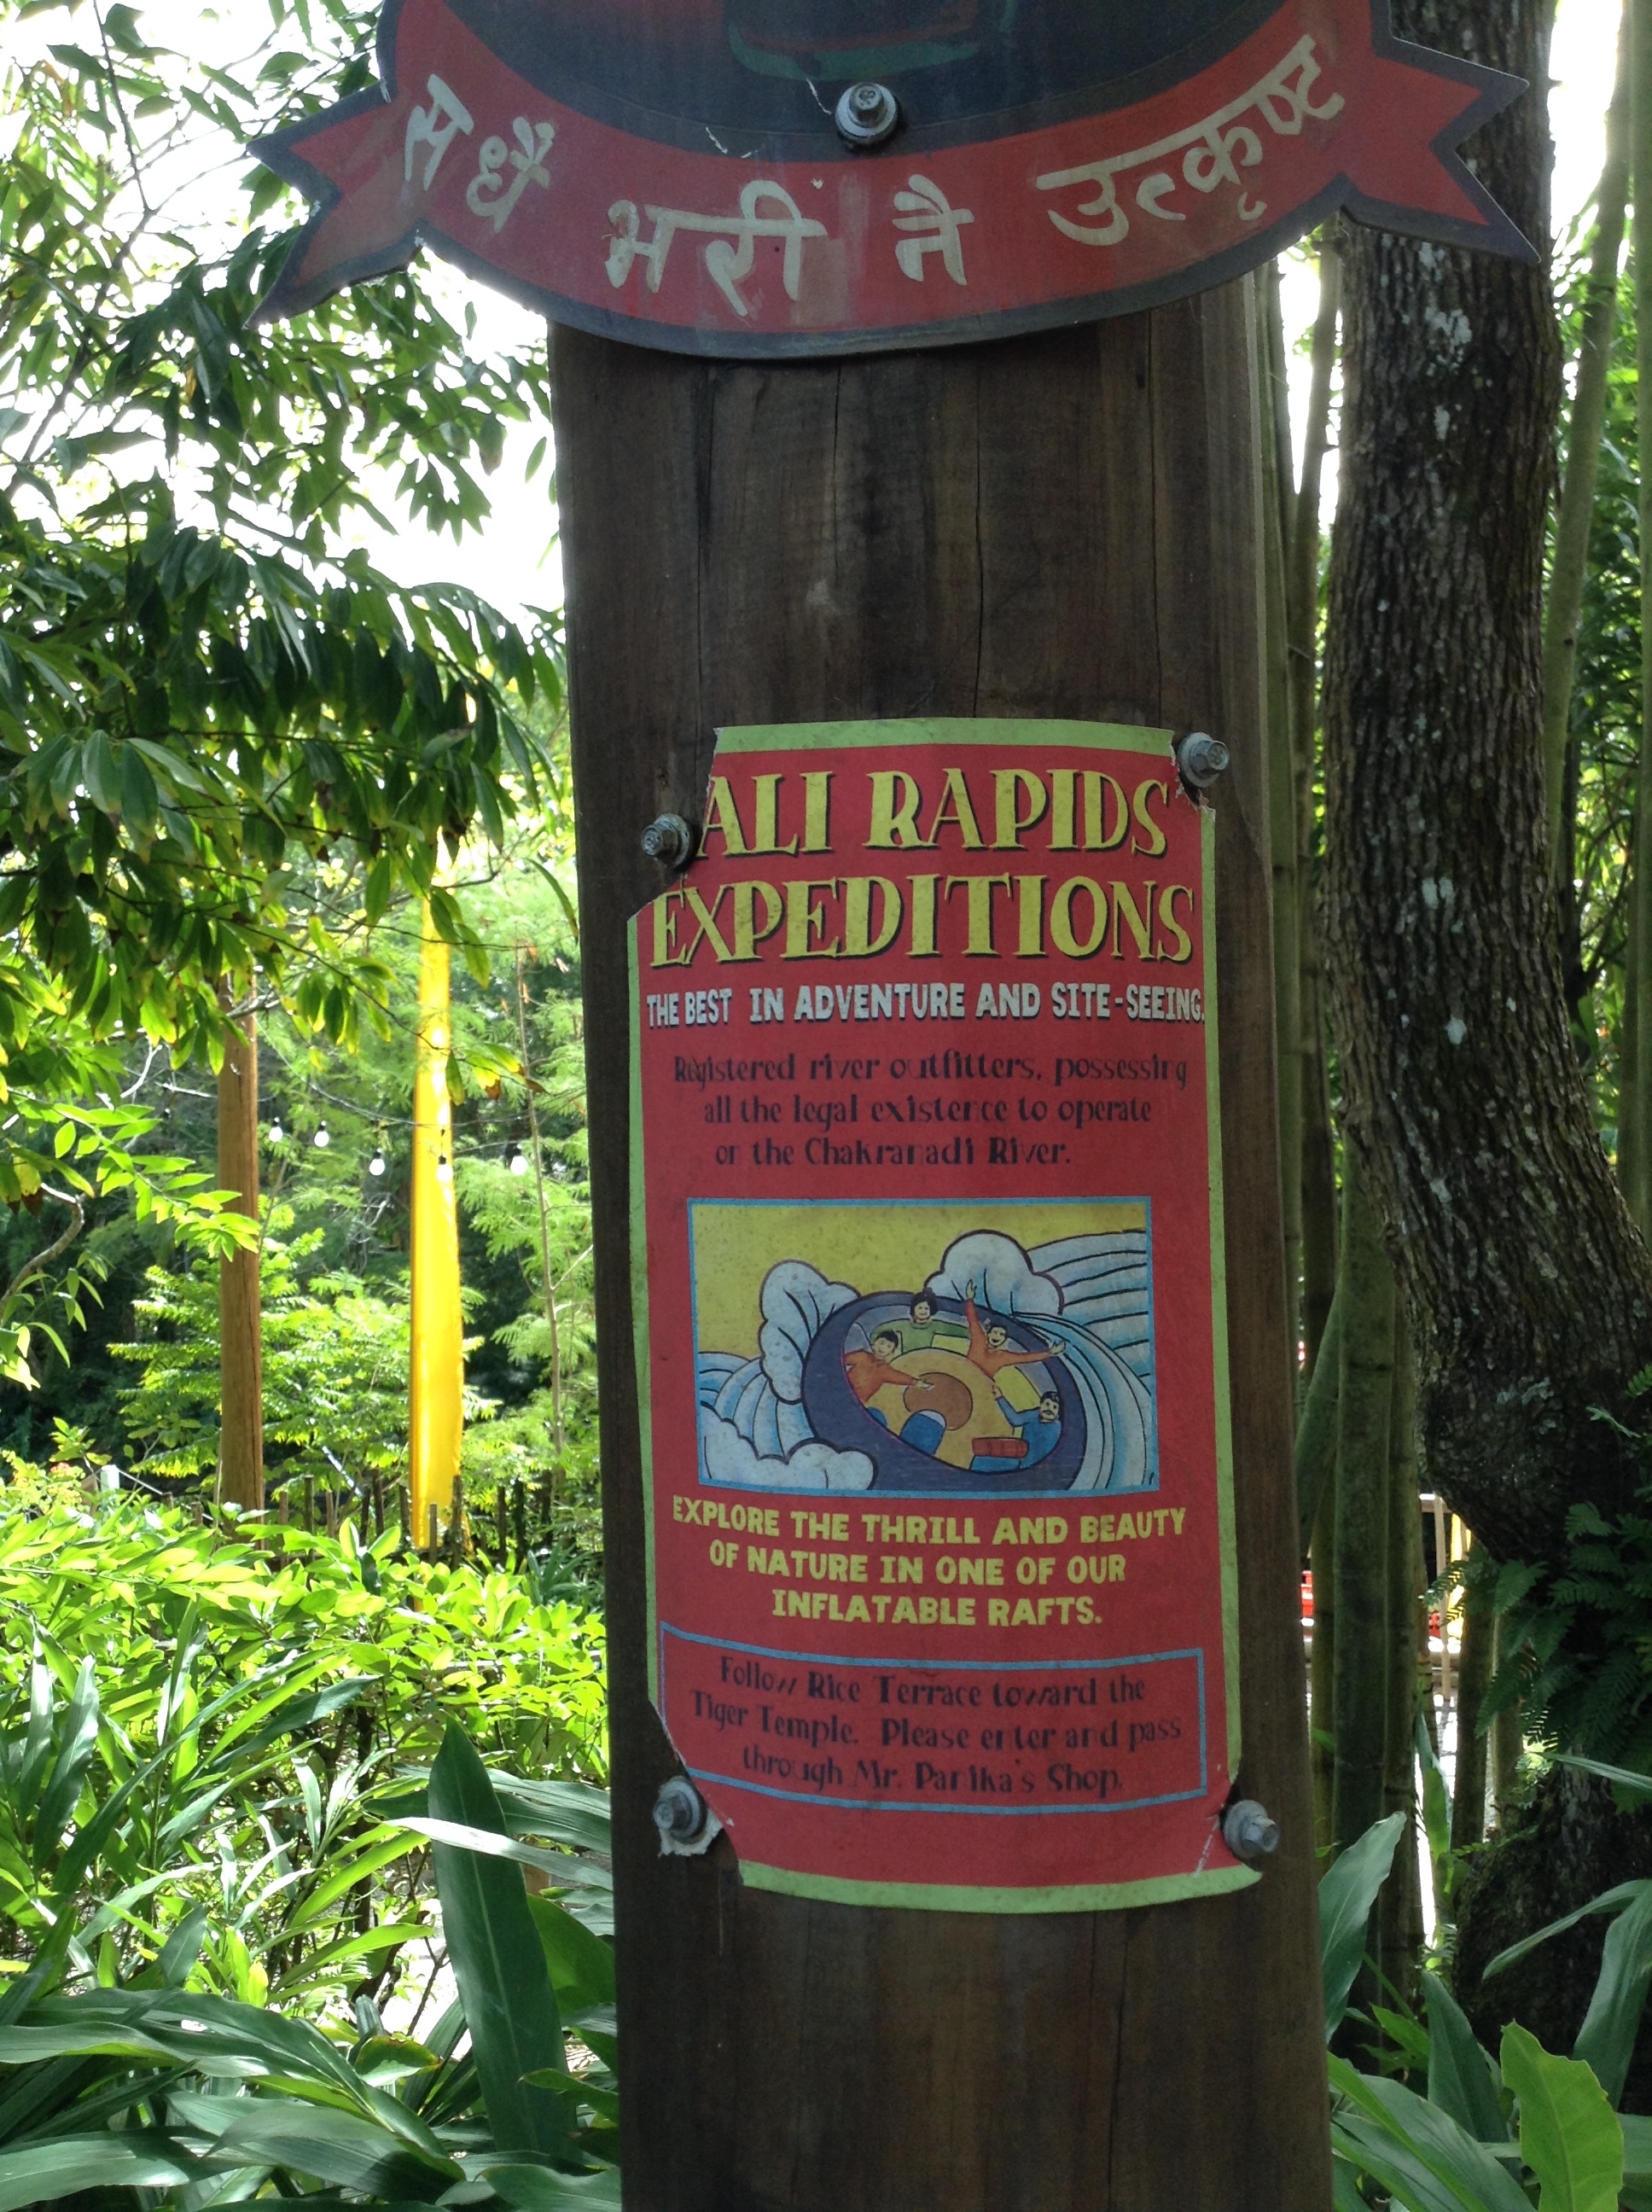 सधैँ भरी नै उत्कृष्ट
ALI RAPIDS
EXPEDITIONS
THE BEST IN ADVENTURE AND SITE-SEEING.
Registered river outfitters, possessing
all the legal existence to operate
on the Chakranadi River.
EXPLORE THE THRILL AND BEAUTY
OF NATURE IN ONE OF OUR
INFLATABLE RAFTS.
Follow Rice Terrace toward the
Tiger Temple. Please enter and pass
through Mr. Panika's Shop.